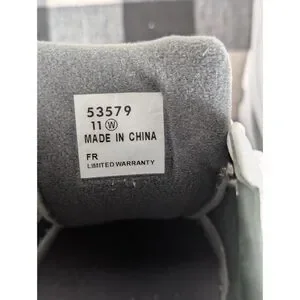 53579
11 Ⓦ
MADE IN CHINA
FR
LIMITED WARRANTY